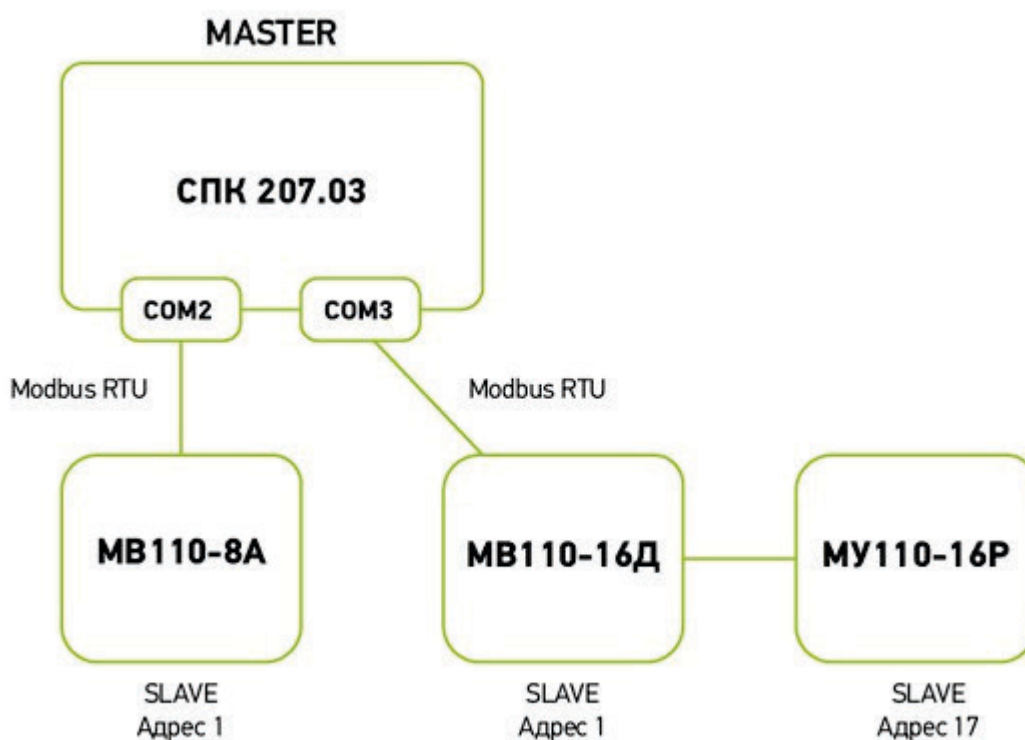 MASTER
СПК 207.03
COM2
COM3
Modbus RTU
Modbus RTU
МВ110-8А
МВ110-16Д
МУ110-16Р
SLAVE
Адрес 1
SLAVE
Адрес 1
SLAVE
Адрес 17